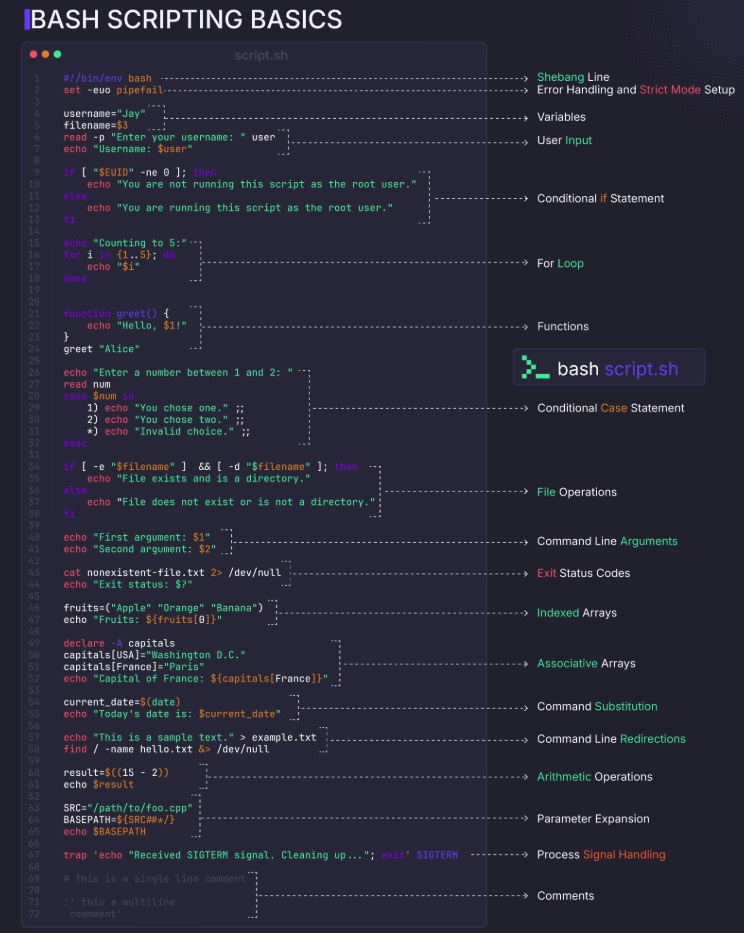 BASH SCRIPTING BASICS
script.sh
1 #!/bin/env bash
Shebang Line
2 set -euo pipefail
Error Handling and Strict Mode Setup
3
4 username="Jay"
5 filename=$3
Variables
6 read -p "Enter your username: " user
7 echo "Username: $user"
User Input
8
9 if [ "$EUID" -ne 0 ]; then
10 echo "You are not running this script as the root user."
11 else
12 echo "You are running this script as the root user."
13 fi
Conditional if Statement
14
15 echo "Counting to 5:"
16 for i in {1..5}; do
17 echo "$i"
18 done
For Loop
19
20
21 function greet() {
22 echo "Hello, $1!"
23 }
24 greet "Alice"
Functions
bash script.sh
25
26 echo "Enter a number between 1 and 2: "
27 read num
28 case $num in
29 1) echo "You chose one." ;;
30 2) echo "You chose two." ;;
31 *) echo "Invalid choice." ;;
32 esac
Conditional Case Statement
33
34 if [ -e "$filename" ] && [ -d "$filename" ]; then
35 echo "File exists and is a directory."
36 else
37 echo "File does not exist or is not a directory."
38 fi
File Operations
39
40 echo "First argument: $1"
41 echo "Second argument: $2"
Command Line Arguments
42
43 cat nonexistent-file.txt 2> /dev/null
44 echo "Exit status: $?"
Exit Status Codes
45
46 fruits=("Apple" "Orange" "Banana")
47 echo "Fruits: ${fruits[0]}"
Indexed Arrays
48
49 declare -A capitals
50 capitals[USA]="Washington D.C."
51 capitals[France]="Paris"
52 echo "Capital of France: ${capitals[France]}"
Associative Arrays
53
54 current_date=$(date)
55 echo "Today's date is: $current_date"
Command Substitution
56
57 echo "This is a sample text." > example.txt
58 find / -name hello.txt &> /dev/null
Command Line Redirections
59
60 result=$((15 - 2))
61 echo $result
Arithmetic Operations
62
63 SRC="/path/to/foo.cpp"
64 BASEPATH=${SRC##*/}
65 echo $BASEPATH
Parameter Expansion
66
67 trap 'echo "Received SIGTERM signal. Cleaning up..."; exit' SIGTERM
Process Signal Handling
68
69 # This is a single line comment
70
71 :' this a multiline
72 commment'
Comments